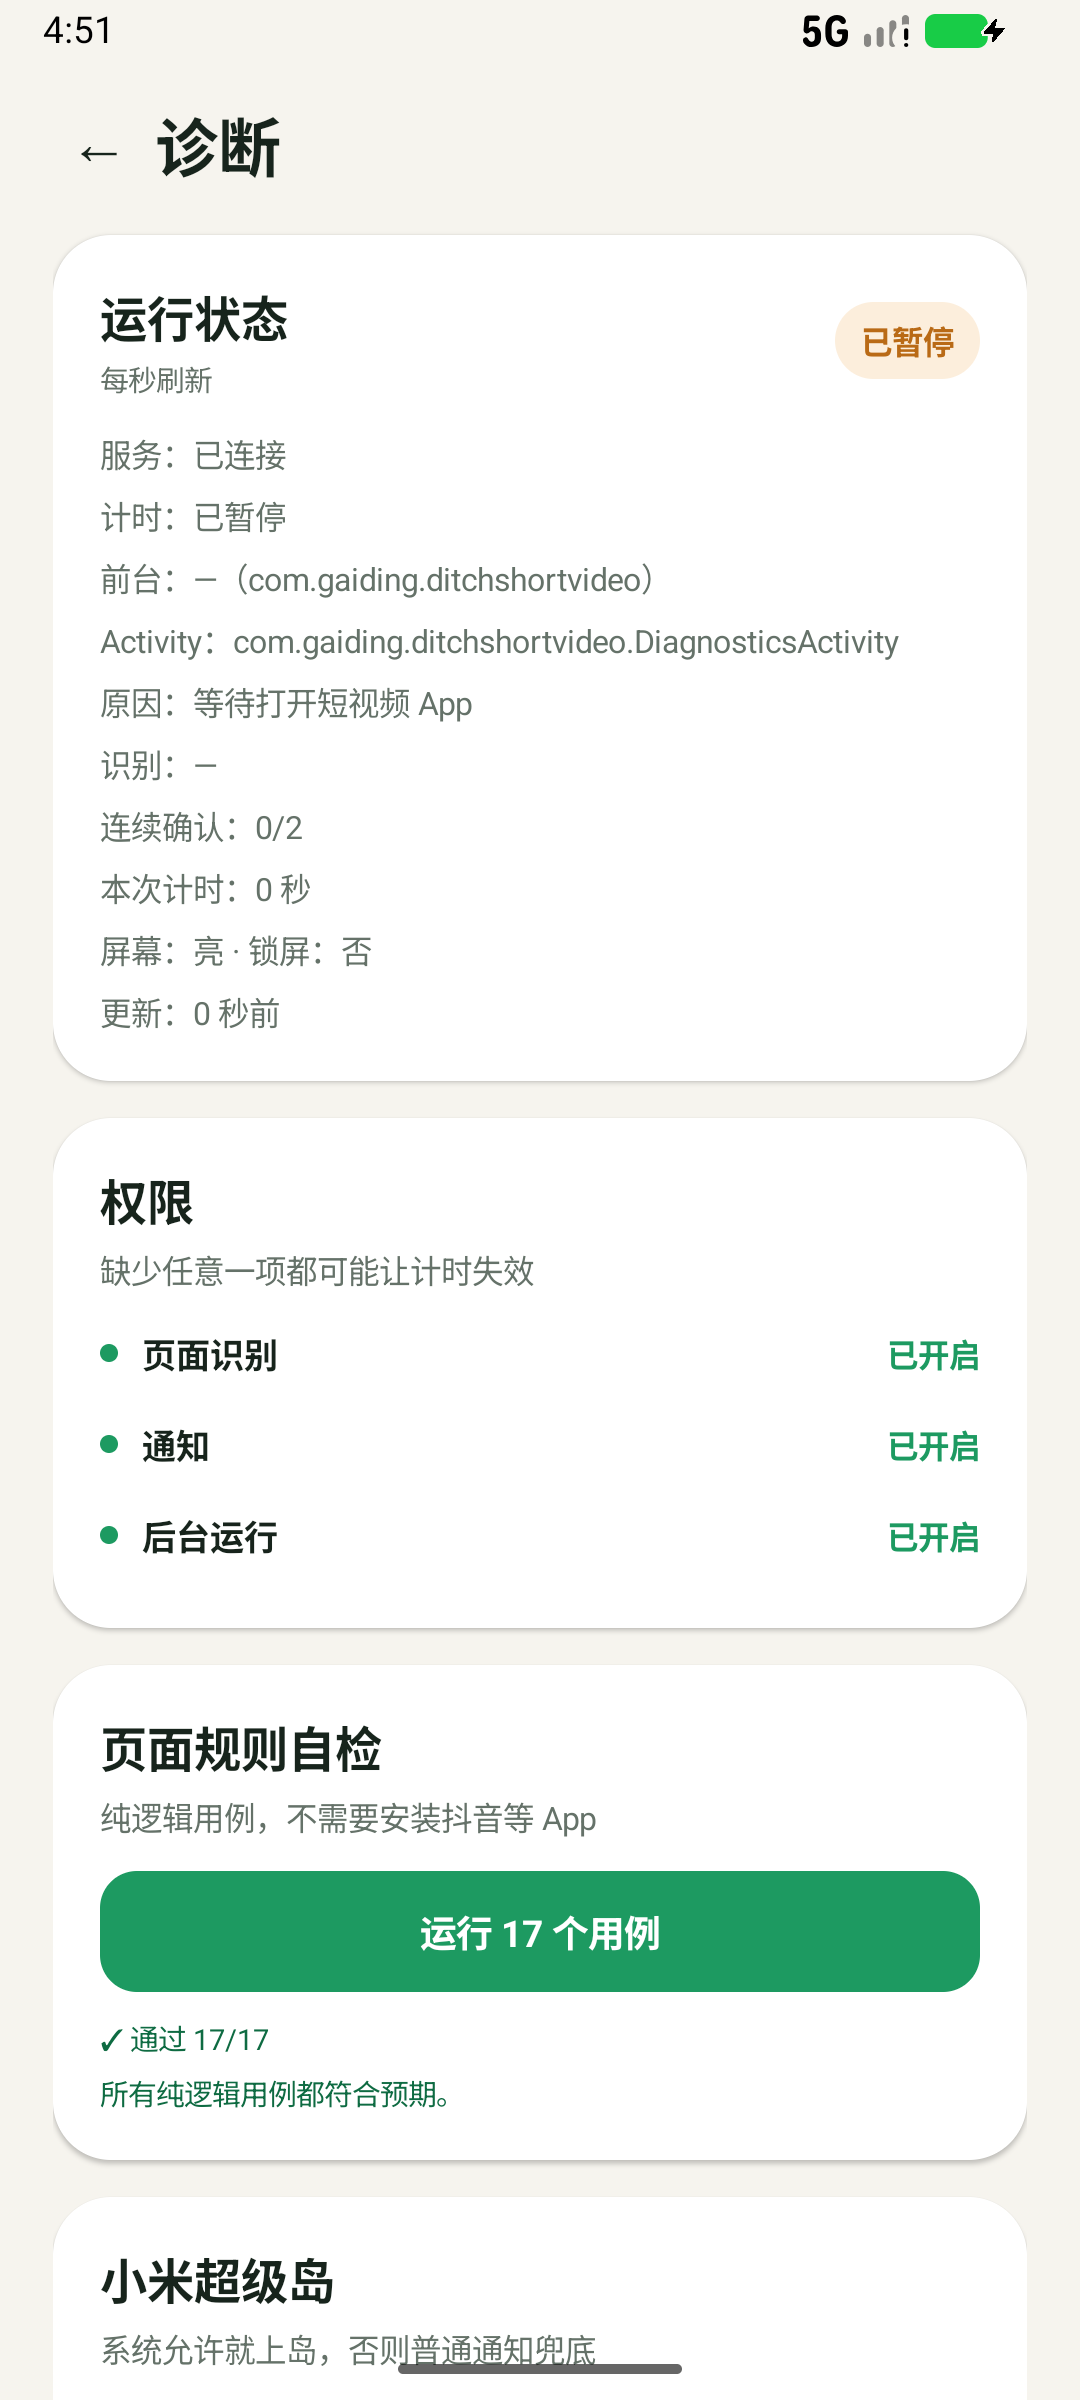 4:51
5G
← 诊断
运行状态
已暂停
每秒刷新
服务：已连接
计时：已暂停
前台：—（com.gaiding.ditchshortvideo）
Activity：com.gaiding.ditchshortvideo.DiagnosticsActivity
原因：等待打开短视频 App
识别：—
连续确认：0/2
本次计时：0 秒
屏幕：亮 · 锁屏：否
更新：0 秒前
权限
缺少任意一项都可能让计时失效
页面识别 已开启
通知 已开启
后台运行 已开启
页面规则自检
纯逻辑用例，不需要安装抖音等 App
运行 17 个用例
✓ 通过 17/17
所有纯逻辑用例都符合预期。
小米超级岛
系统允许就上岛，否则普通通知兜底